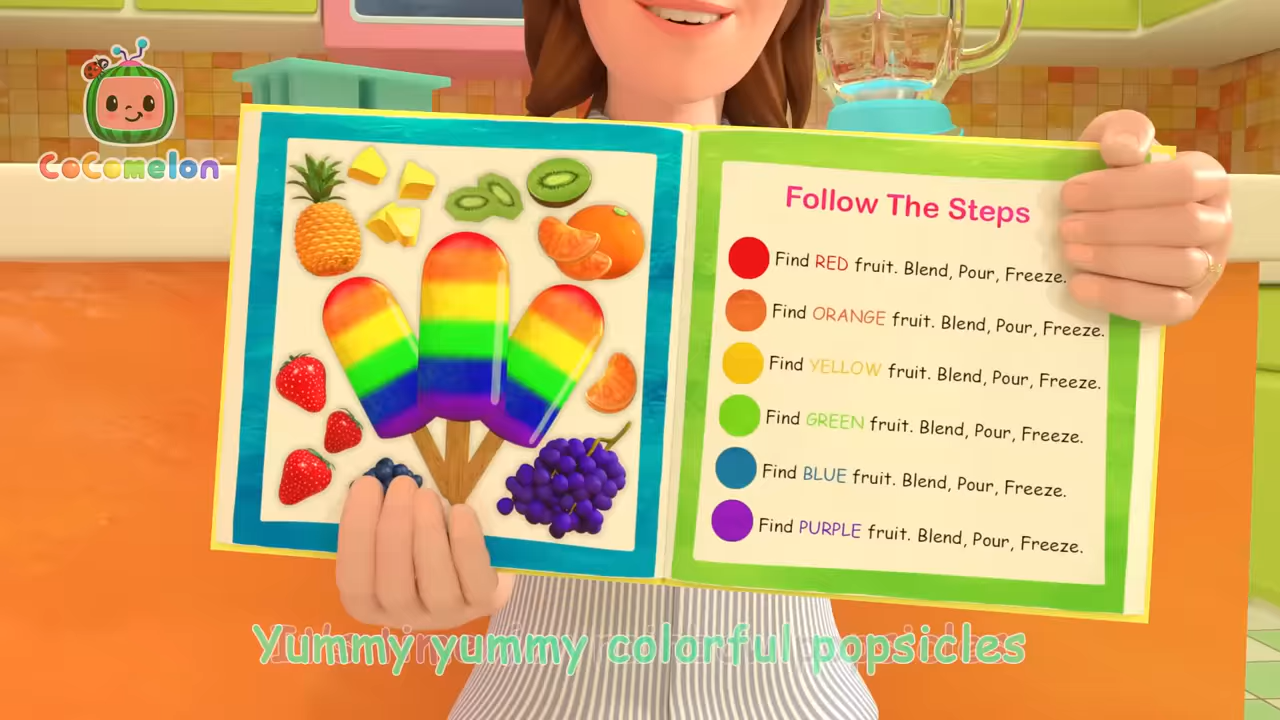 CoComelon
Follow The Steps
Find RED fruit. Blend, Pour, Freeze.
Find ORANGE fruit. Blend, Pour, Freeze.
Find YELLOW fruit. Blend, Pour, Freeze.
Find GREEN fruit. Blend, Pour, Freeze.
Find BLUE fruit. Blend, Pour, Freeze.
Find PURPLE fruit. Blend, Pour, Freeze.
Yummy yummy colorful popsicles